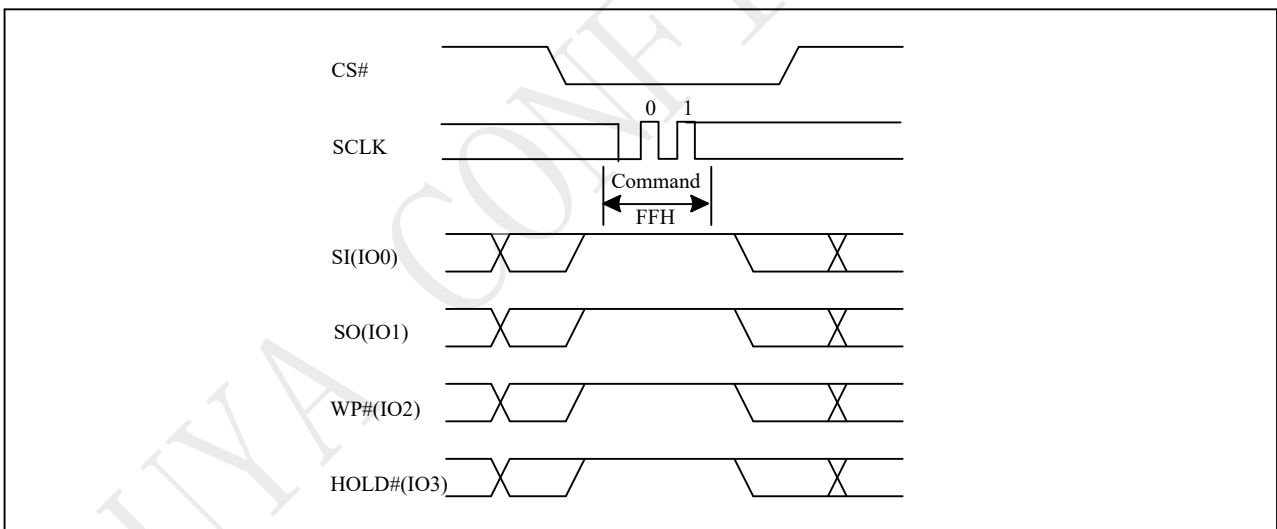 CS#
0 1
SCLK
Command
FFH
SI(IO0)
SO(IO1)
WP#(IO2)
HOLD#(IO3)